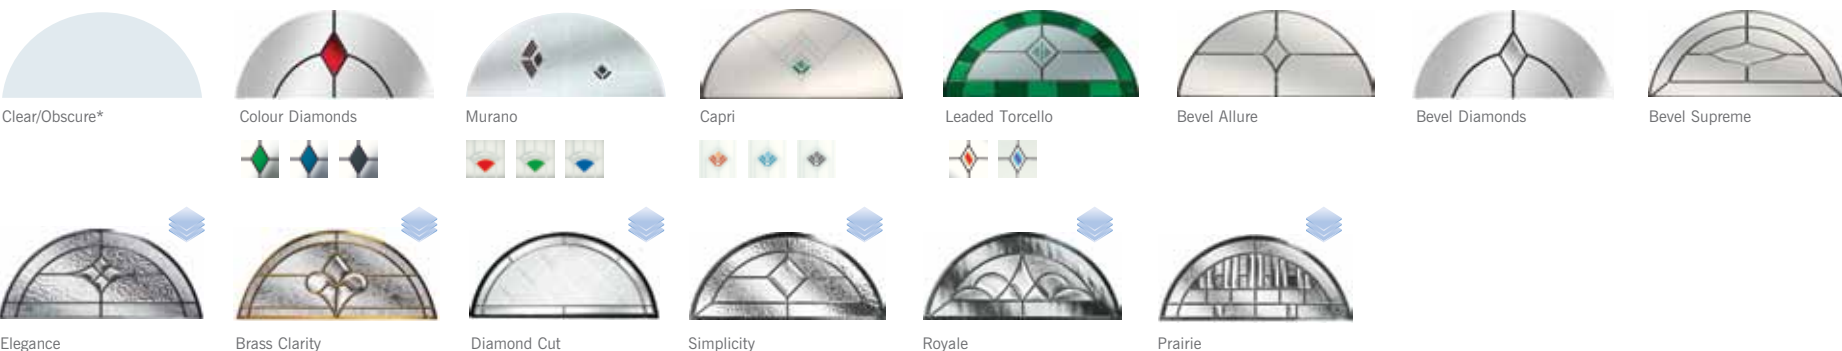 Clear/Obscure*
Colour Diamonds
Murano
Capri
Leaded Torcello
Bevel Allure
Bevel Diamonds
Bevel Supreme
Elegance
Brass Clarity
Diamond Cut
Simplicity
Royale
Prairie